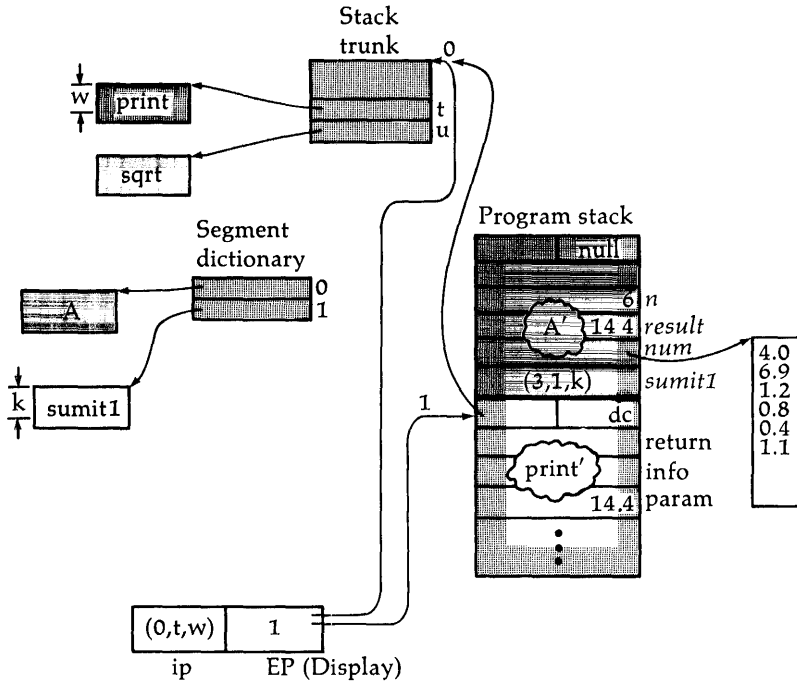 Stack
trunk
0
w
print
t
u
sqrt
Segment
dictionary
0
1
A
k
sumit1
Program stack
null
6 n
A′ 14.4 result
num
(3,1,k) sumit1
1
dc
return
print′ info
14.4 param
4.0
6.9
1.2
0.8
0.4
1.1
(0,t,w) 1
ip EP (Display)